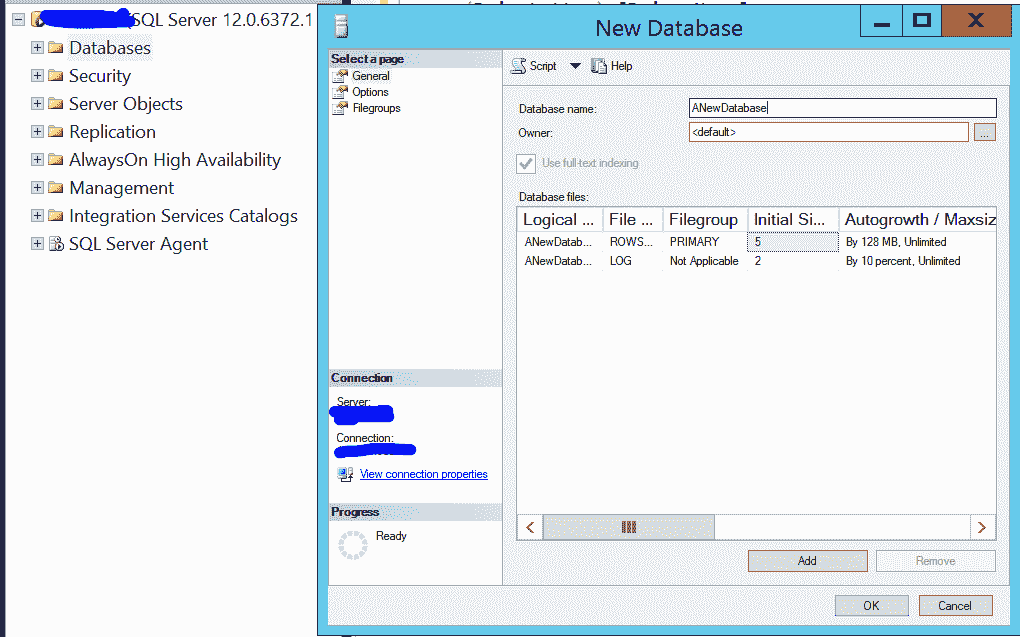 SQL Server 12.0.6372.1
Databases
Security
Server Objects
Replication
AlwaysOn High Availability
Management
Integration Services Catalogs
SQL Server Agent
New Database
Select a page
General
Options
Filegroups
Script Help
Database name: ANewDatabase
Owner: <default> ...
Use full-text indexing
Database files:
Logical ... File ... Filegroup Initial Si... Autogrowth / Maxsiz
ANewDatab... ROWS... PRIMARY 5 By 128 MB, Unlimited
ANewDatab... LOG Not Applicable 2 By 10 percent, Unlimited
Connection
Server:
Connection:
View connection properties
Progress
Ready
Add Remove
OK Cancel